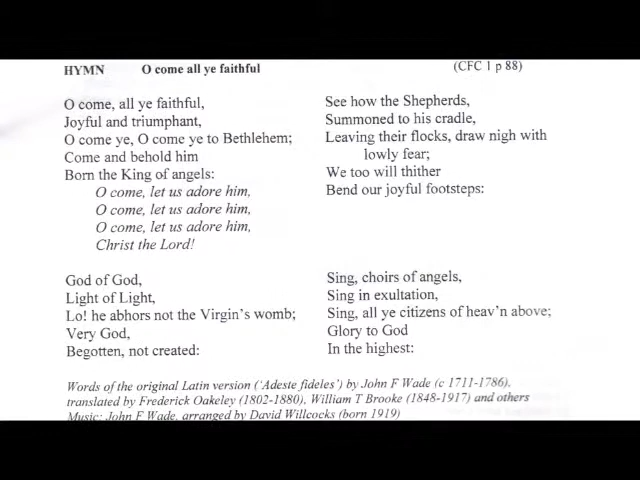 HYMN O come all ye faithful (CFC 1 p 88)
O come, all ye faithful,
Joyful and triumphant,
O come ye, O come ye to Bethlehem;
Come and behold him
Born the King of angels:
O come, let us adore him,
O come, let us adore him,
O come, let us adore him,
Christ the Lord!
God of God,
Light of Light,
Lo! he abhors not the Virgin's womb;
Very God,
Begotten, not created:
See how the Shepherds,
Summoned to his cradle,
Leaving their flocks, draw nigh with
lowly fear;
We too will thither
Bend our joyful footsteps:
Sing, choirs of angels,
Sing in exultation,
Sing, all ye citizens of heav'n above;
Glory to God
In the highest:
Words of the original Latin version ('Adeste fideles') by John F Wade (c 1711-1786),
translated by Frederick Oakeley (1802-1880), William T Brooke (1848-1917) and others
Music: John F Wade, arranged by David Willcocks (born 1919)